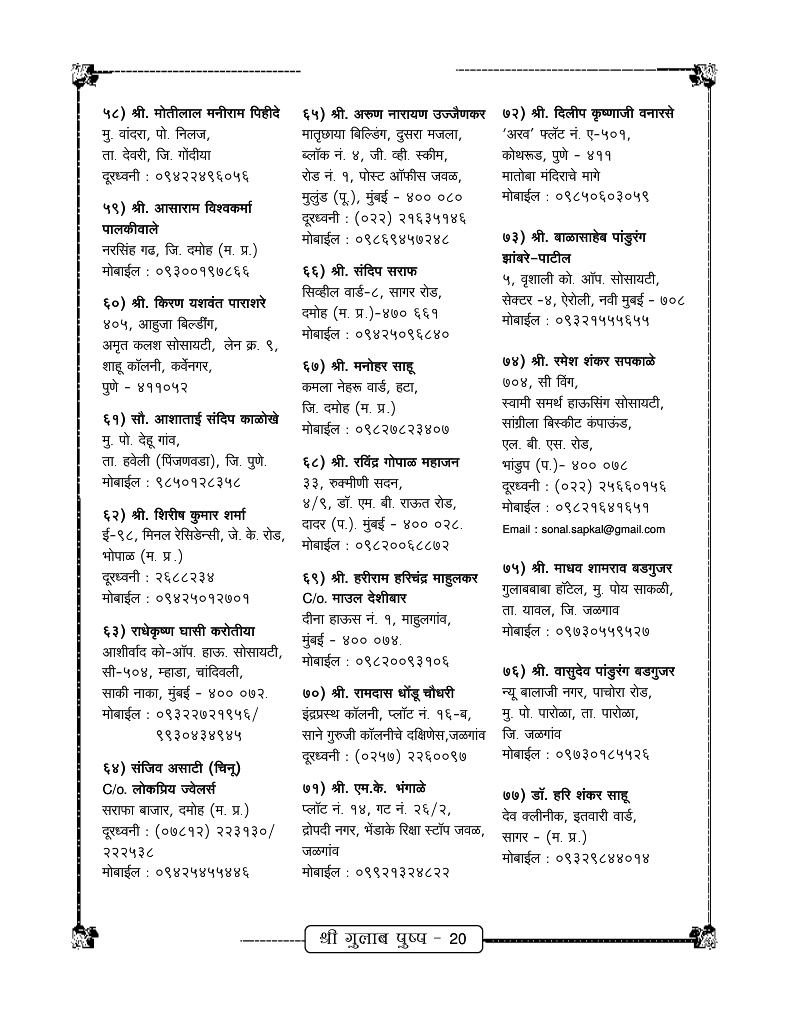 ५८) श्री. मोतीलाल मनीराम पिहीदे
मु. वांदरा, पो. निलज,
ता. देवरी, जि. गोंदीया
दूरध्वनी : ०९४२२४९६०५६
५९) श्री. आसाराम विश्वकर्मा
पालकीवाले
नरसिंह गढ, जि. दमोह (म. प्र.)
मोबाईल : ०९३००१९७८६६
६०) श्री. किरण यशवंत पाराशरे
४०५, आहुजा बिल्डींग,
अमृत कलश सोसायटी, लेन क्र. ९,
शाहू कॉलनी, कर्वेनगर,
पुणे - ४११०५२
६१) सौ. आशाताई संदिप काळोखे
मु. पो. देहू गांव,
ता. हवेली (पिंजणवडा), जि. पुणे.
मोबाईल : ९८५०१२८३५८
६२) श्री. शिरीष कुमार शर्मा
ई-९८, मिनल रेसिडेन्सी, जे. के. रोड,
भोपाळ (म. प्र.)
दूरध्वनी : २६८८२३४
मोबाईल : ०९४२५०१२७०१
६३) राधेकृष्ण घासी करोतीया
आशीर्वाद को-ऑप. हाऊ. सोसायटी,
सी-५०४, म्हाडा, चांदिवली,
साकी नाका, मुंबई - ४०० ०७२.
मोबाईल : ०९३२२७२१९५६/
९९३०४३४९४५
६४) संजिव असाटी (चिनू)
C/o. लोकप्रिय ज्वेलर्स
सराफा बाजार, दमोह (म. प्र.)
दूरध्वनी : (०७८१२) २२३१३०/
२२२५३८
मोबाईल : ०९४२५४५५४४६
६५) श्री. अरुण नारायण उज्जैणकर
मातृछाया बिल्डिंग, दुसरा मजला,
ब्लॉक नं. ४, जी. व्ही. स्कीम,
रोड नं. १, पोस्ट ऑफीस जवळ,
मुलुंड (पू.), मुंबई - ४०० ०८०
दूरध्वनी : (०२२) २१६३५१४६
मोबाईल : ०९८६९४५७२४८
६६) श्री. संदिप सराफ
सिव्हील वार्ड-८, सागर रोड,
दमोह (म. प्र.)-४७० ६६१
मोबाईल : ०९४२५०९६८४०
६७) श्री. मनोहर साहू
कमला नेहरू वार्ड, हटा,
जि. दमोह (म. प्र.)
मोबाईल : ०९८२७८२३४०७
६८) श्री. रविंद्र गोपाळ महाजन
३३, रुक्मीणी सदन,
४/९, डॉ. एम. बी. राऊत रोड,
दादर (प.). मुंबई - ४०० ०२८.
मोबाईल : ०९८२००६८८७२
६९) श्री. हरीराम हरिचंद्र माहुलकर
C/o. माउल देशीबार
दीना हाऊस नं. १, माहुलगांव,
मुंबई - ४०० ०७४.
मोबाईल : ०९८२००९३१०६
७०) श्री. रामदास धोंडू चौधरी
इंद्रप्रस्थ कॉलनी, प्लॉट नं. १६-ब,
साने गुरुजी कॉलनीचे दक्षिणेस,जळगांव
दूरध्वनी : (०२५७) २२६००९७
७१) श्री. एम.के. भंगाळे
प्लॉट नं. १४, गट नं. २६/२,
द्रोपदी नगर, भेंडाके रिक्षा स्टॉप जवळ,
जळगांव
मोबाईल : ०९९२१३२४८२२
७२) श्री. दिलीप कृष्णाजी वनारसे
‘अरव’ फ्लॅट नं. ए-५०१,
कोथरूड, पुणे - ४११
मातोबा मंदिराचे मागे
मोबाईल : ०९८५०६०३०५९
७३) श्री. बाळासाहेब पांडुरंग
झांबरे-पाटील
५, वृशाली को. ऑप. सोसायटी,
सेक्टर -४, ऐरोली, नवी मुबई - ७०८
मोबाईल : ०९३२१५५५६५५
७४) श्री. रमेश शंकर सपकाळे
७०४, सी विंग,
स्वामी समर्थ हाऊसिंग सोसायटी,
सांग्रीला बिस्कीट कंपाऊंड,
एल. बी. एस. रोड,
भांडुप (प.)- ४०० ०७८
दूरध्वनी : (०२२) २५६६०१५६
मोबाईल : ०९८२१६४१६५१
Email : sonal.sapkal@gmail.com
७५) श्री. माधव शामराव बडगुजर
गुलाबबाबा हॉटेल, मु. पोय साकळी,
ता. यावल, जि. जळगाव
मोबाईल : ०९७३०५५९५२७
७६) श्री. वासुदेव पांडुरंग बडगुजर
न्यू बालाजी नगर, पाचोरा रोड,
मु. पो. पारोळा, ता. पारोळा,
जि. जळगांव
मोबाईल : ०९७३०१८५५२६
७७) डॉ. हरि शंकर साहू
देव क्लीनीक, इतवारी वार्ड,
सागर - (म. प्र.)
मोबाईल : ०९३२९८४४०१४
श्री गुलाब पुष्प - 20